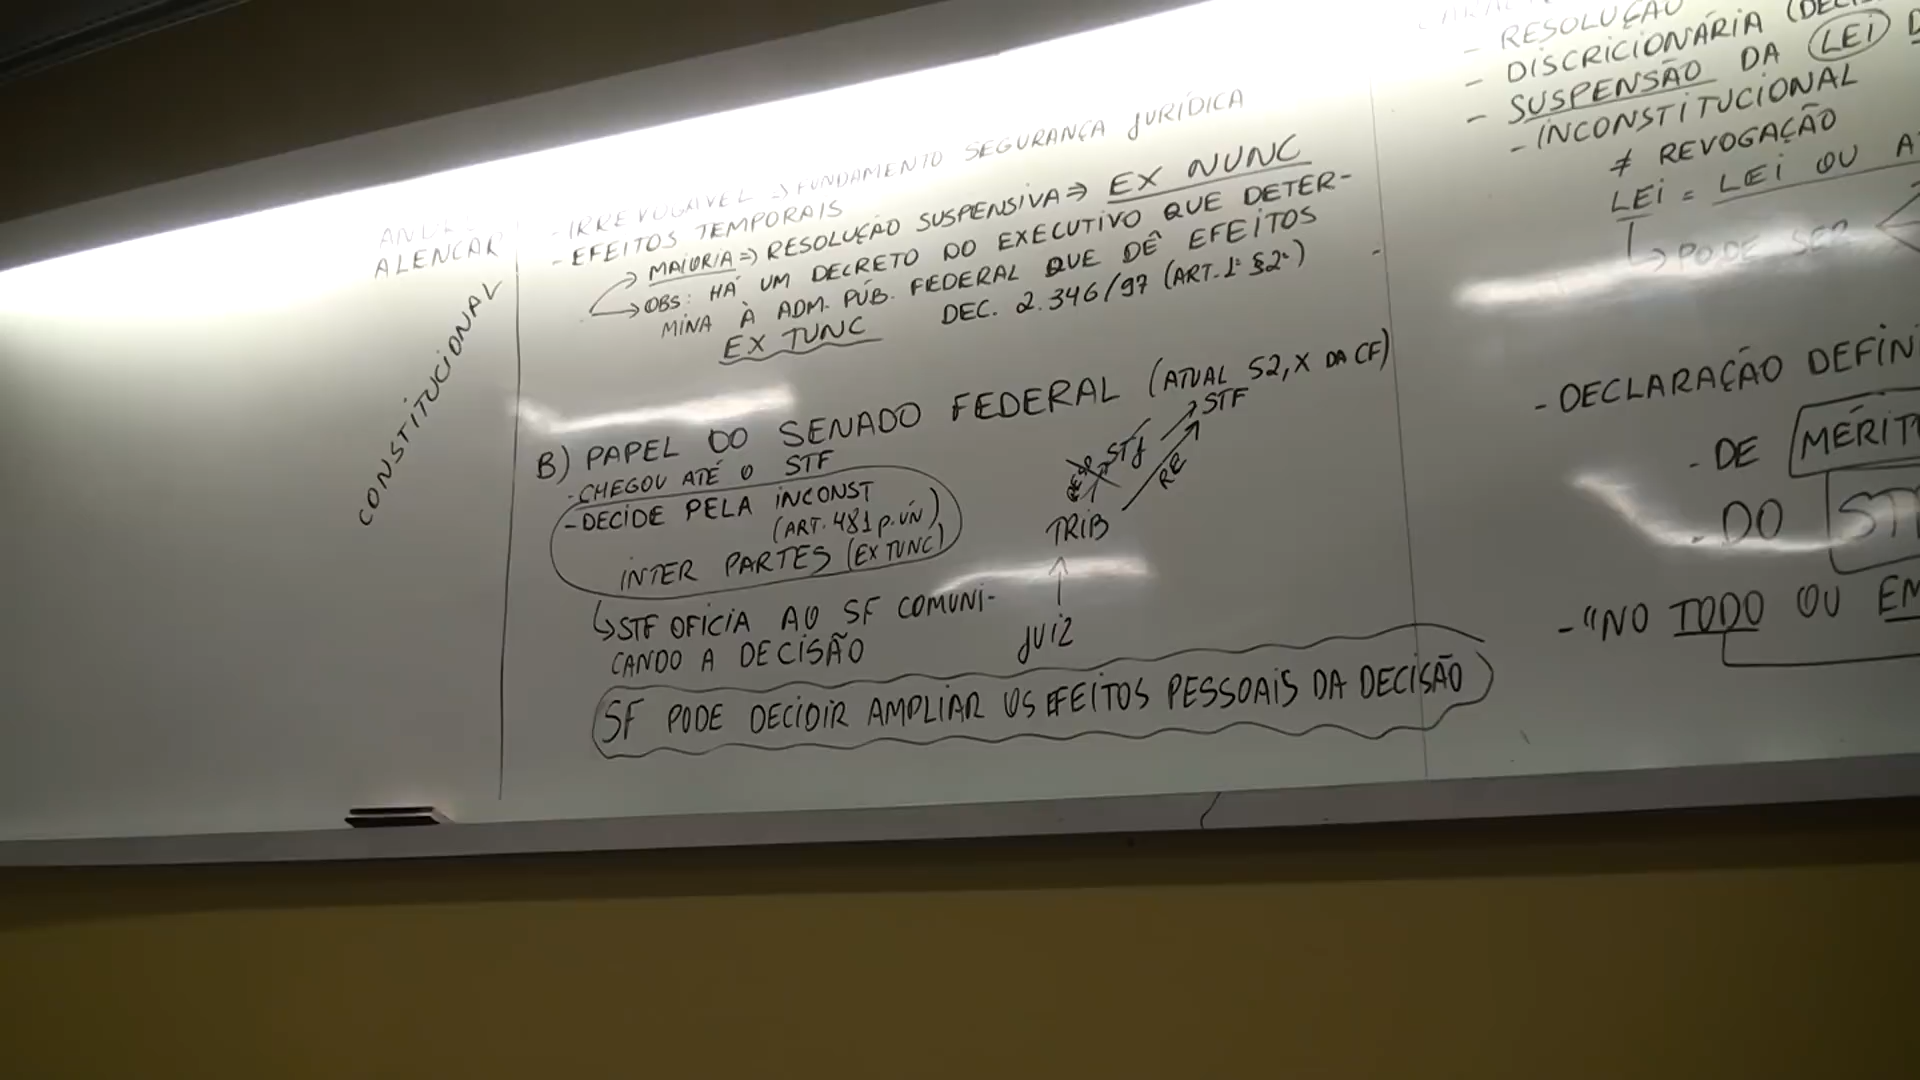 ALENCAR
CONSTITUCIONAL
- IRREVOGÁVEL => FUNDAMENTO SEGURANÇA JURÍDICA
- EFEITOS TEMPORAIS
MAIORIA => RESOLUÇÃO SUSPENSIVA => EX NUNC
OBS: HÁ UM DECRETO DO EXECUTIVO QUE DETER-
MINA À ADM. PÚB. FEDERAL QUE DÊ EFEITOS
EX TUNC DEC. 2.346/97 (ART. 1º §2º)
B) PAPEL DO SENADO FEDERAL (ATUAL 52, X DA CF)
- CHEGOU ATÉ O STF
- DECIDE PELA INCONST
(ART. 481 p. ÚN)
INTER PARTES (EX TUNC)
STF OFICIA AO SF COMUNI-
CANDO A DECISÃO
SF PODE DECIDIR AMPLIAR OS EFEITOS PESSOAIS DA DECISÃO
STF
STJ
RE
TRIB
JUIZ
- RESOLUÇÃO
- DISCRICIONÁRIA
- SUSPENSÃO DA LEI
- INCONSTITUCIONAL
≠ REVOGAÇÃO
LEI = LEI OU
PODE SER
- DECLARAÇÃO
- DE
- DO
- "NO TODO OU EM